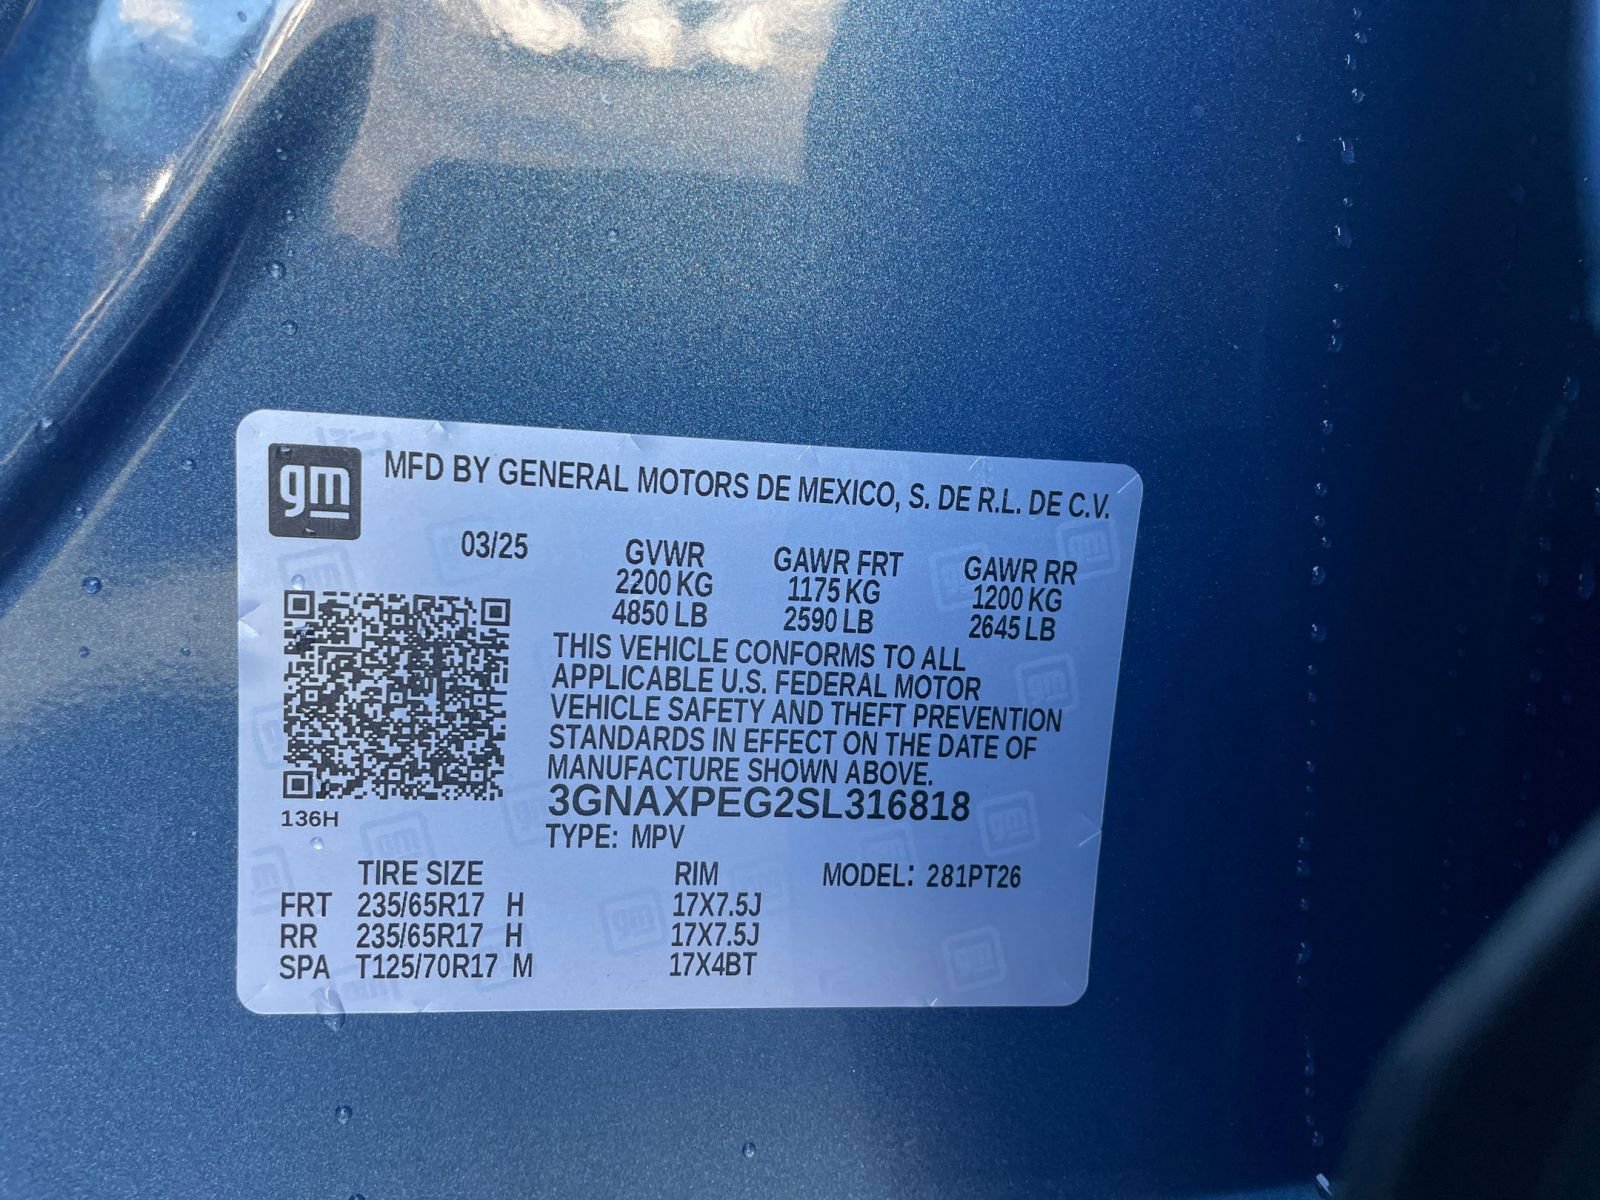 gm
MFD BY GENERAL MOTORS DE MEXICO, S. DE R.L. DE C.V.
03/25 GVWR GAWR FRT GAWR RR
2200 KG 1175 KG 1200 KG
4850 LB 2590 LB 2645 LB
THIS VEHICLE CONFORMS TO ALL
APPLICABLE U.S. FEDERAL MOTOR
VEHICLE SAFETY AND THEFT PREVENTION
STANDARDS IN EFFECT ON THE DATE OF
MANUFACTURE SHOWN ABOVE.
3GNAXPEG2SL316818
136H
TYPE: MPV
TIRE SIZE RIM MODEL: 281PT26
FRT 235/65R17 H 17X7.5J
RR 235/65R17 H 17X7.5J
SPA T125/70R17 M 17X4BT